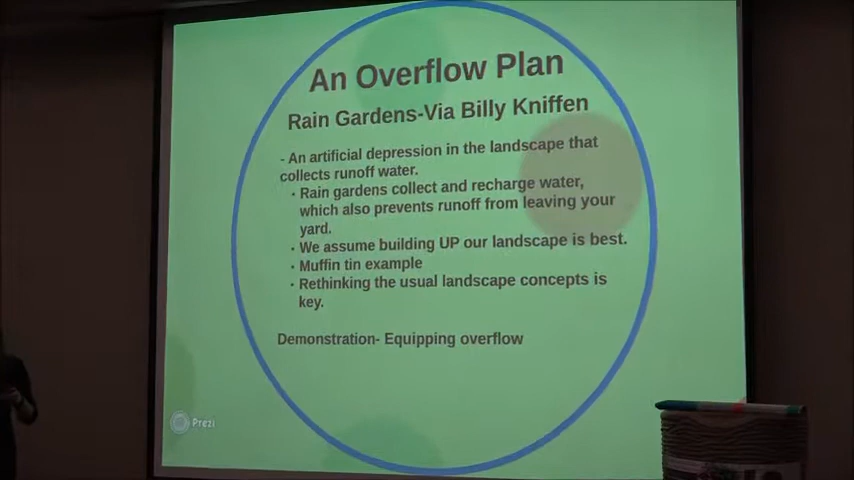 An Overflow Plan
Rain Gardens-Via Billy Kniffen
- An artificial depression in the landscape that
collects runoff water.
• Rain gardens collect and recharge water,
which also prevents runoff from leaving your
yard.
• We assume building UP our landscape is best.
• Muffin tin example
• Rethinking the usual landscape concepts is
key.
Demonstration- Equipping overflow
Prezi